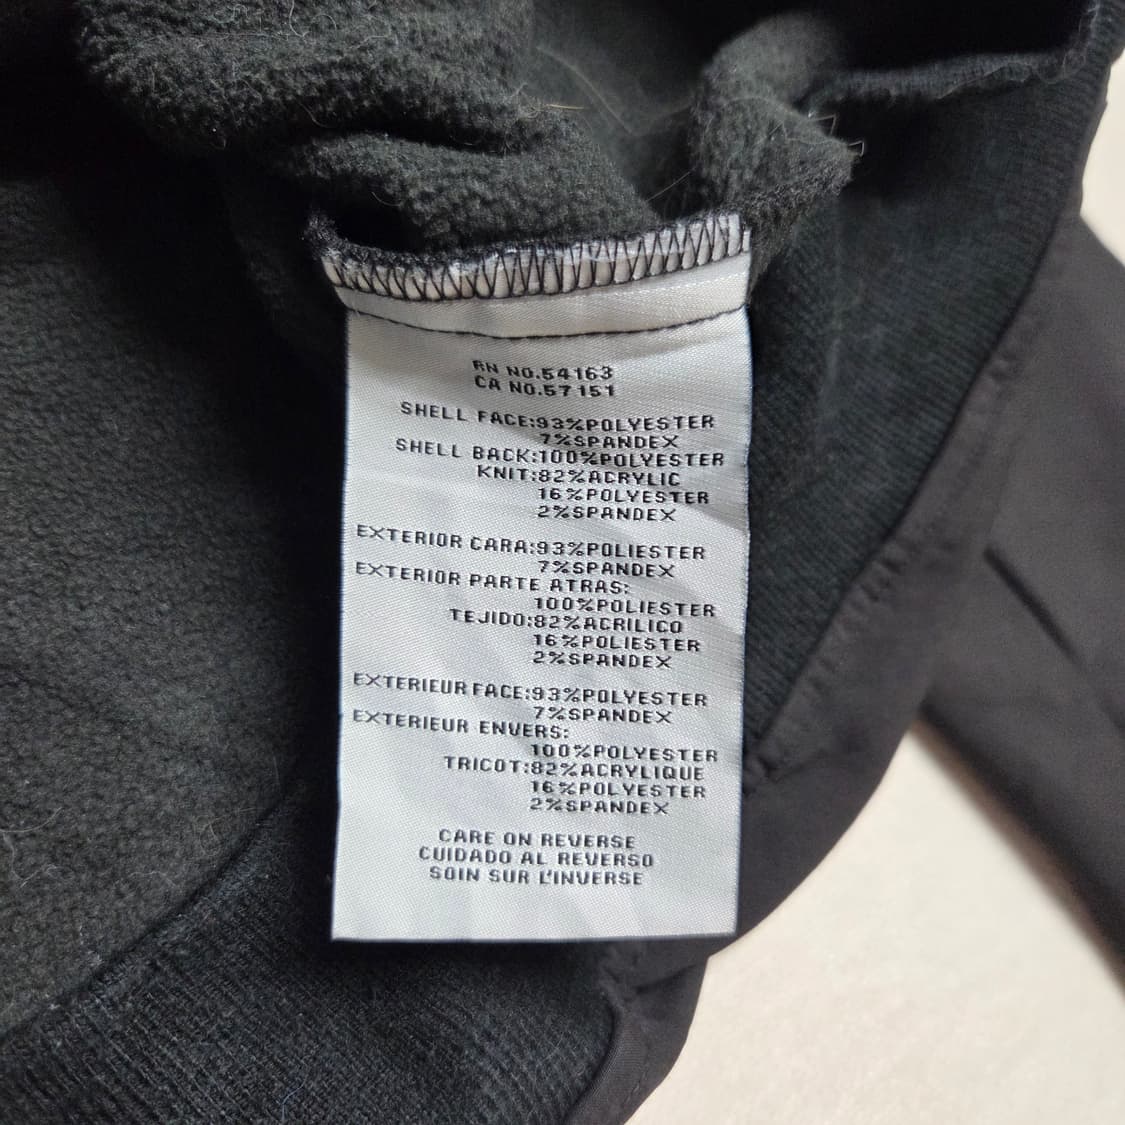 RN NO.54163
CA NO.57151
SHELL FACE:93%POLYESTER
7%SPANDEX
SHELL BACK:100%POLYESTER
KNIT:82%ACRYLIC
16%POLYESTER
2%SPANDEX
EXTERIOR CARA:93%POLIESTER
7%SPANDEX
EXTERIOR PARTE ATRAS:
100%POLIESTER
TEJIDO:82%ACRILICO
16%POLIESTER
2%SPANDEX
EXTERIEUR FACE:93%POLYESTER
7%SPANDEX
EXTERIEUR ENVERS:
100%POLYESTER
TRICOT:82%ACRYLIQUE
16%POLYESTER
2%SPANDEX
CARE ON REVERSE
CUIDADO AL REVERSO
SOIN SUR L'INVERSE